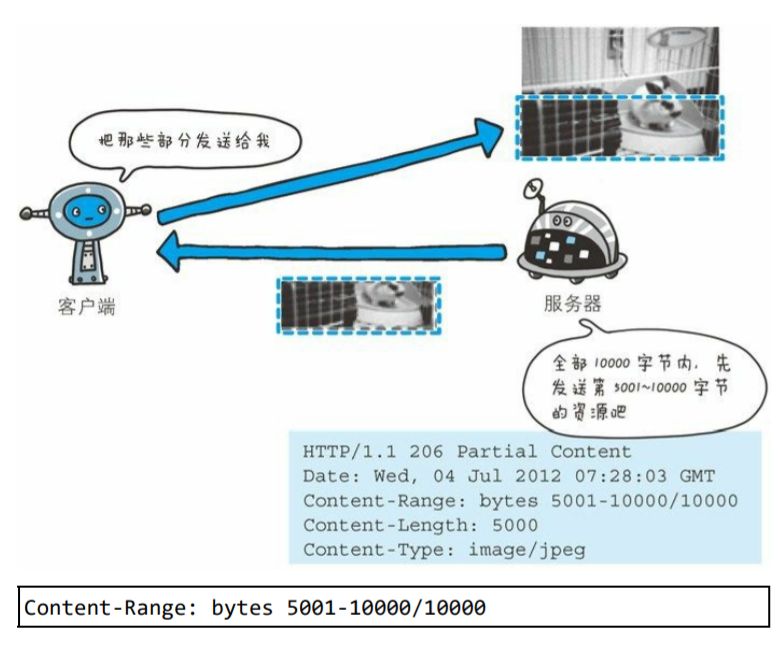 把那些部分发送给我
客户端
服务器
全部 10000 字节内，先
发送第 5001~10000 字节
的资源吧
HTTP/1.1 206 Partial Content
Date: Wed, 04 Jul 2012 07:28:03 GMT
Content-Range: bytes 5001-10000/10000
Content-Length: 5000
Content-Type: image/jpeg
Content-Range: bytes 5001-10000/10000